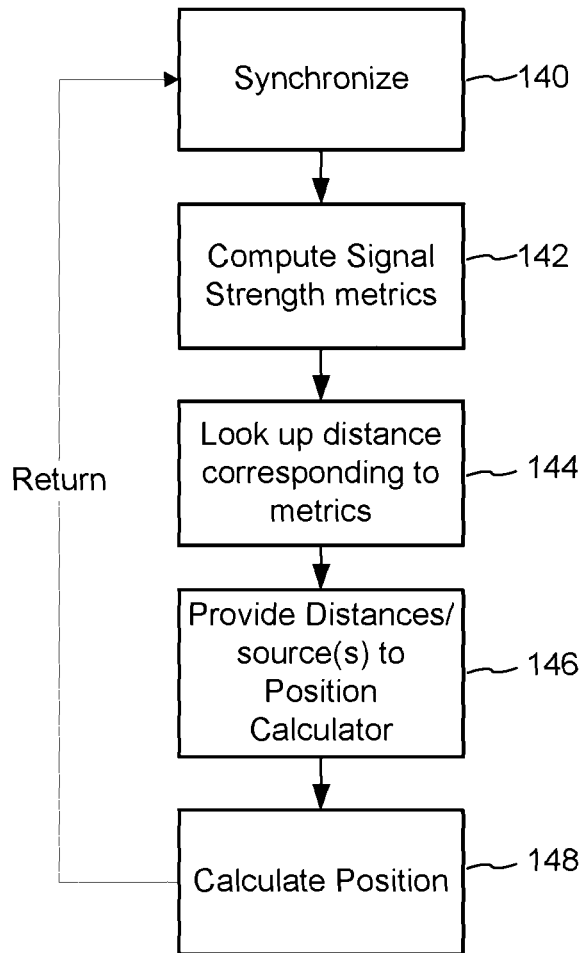 Synchronize
140
Compute Signal
Strength metrics
142
Look up distance
corresponding to
metrics
144
Return
Provide Distances/
source(s) to
Position
Calculator
146
Calculate Position
148